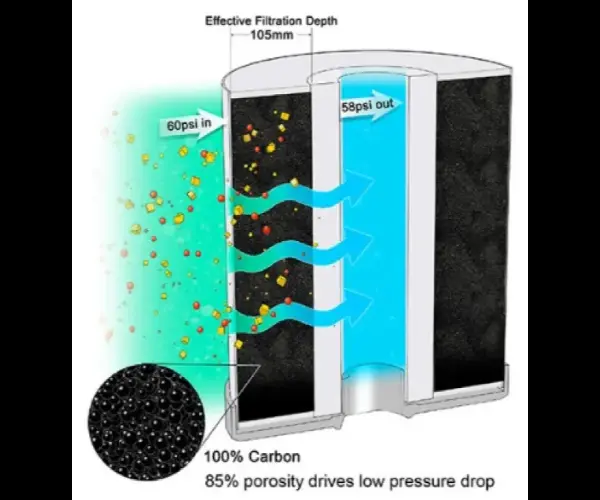 Effective Filtration Depth
105mm
60psi in
58psi out
100% Carbon
85% porosity drives low pressure drop